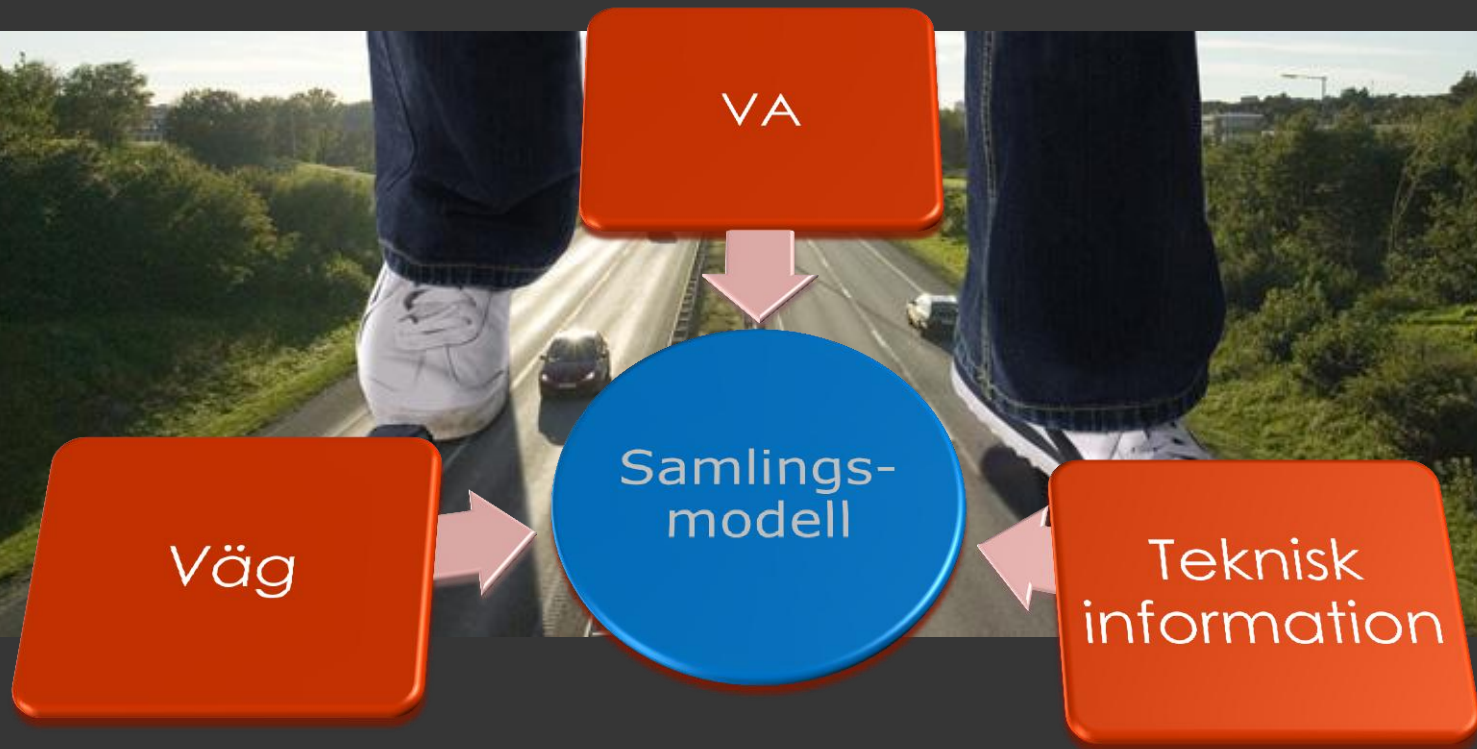 VA
Samlings-
modell
Väg
Teknisk
information